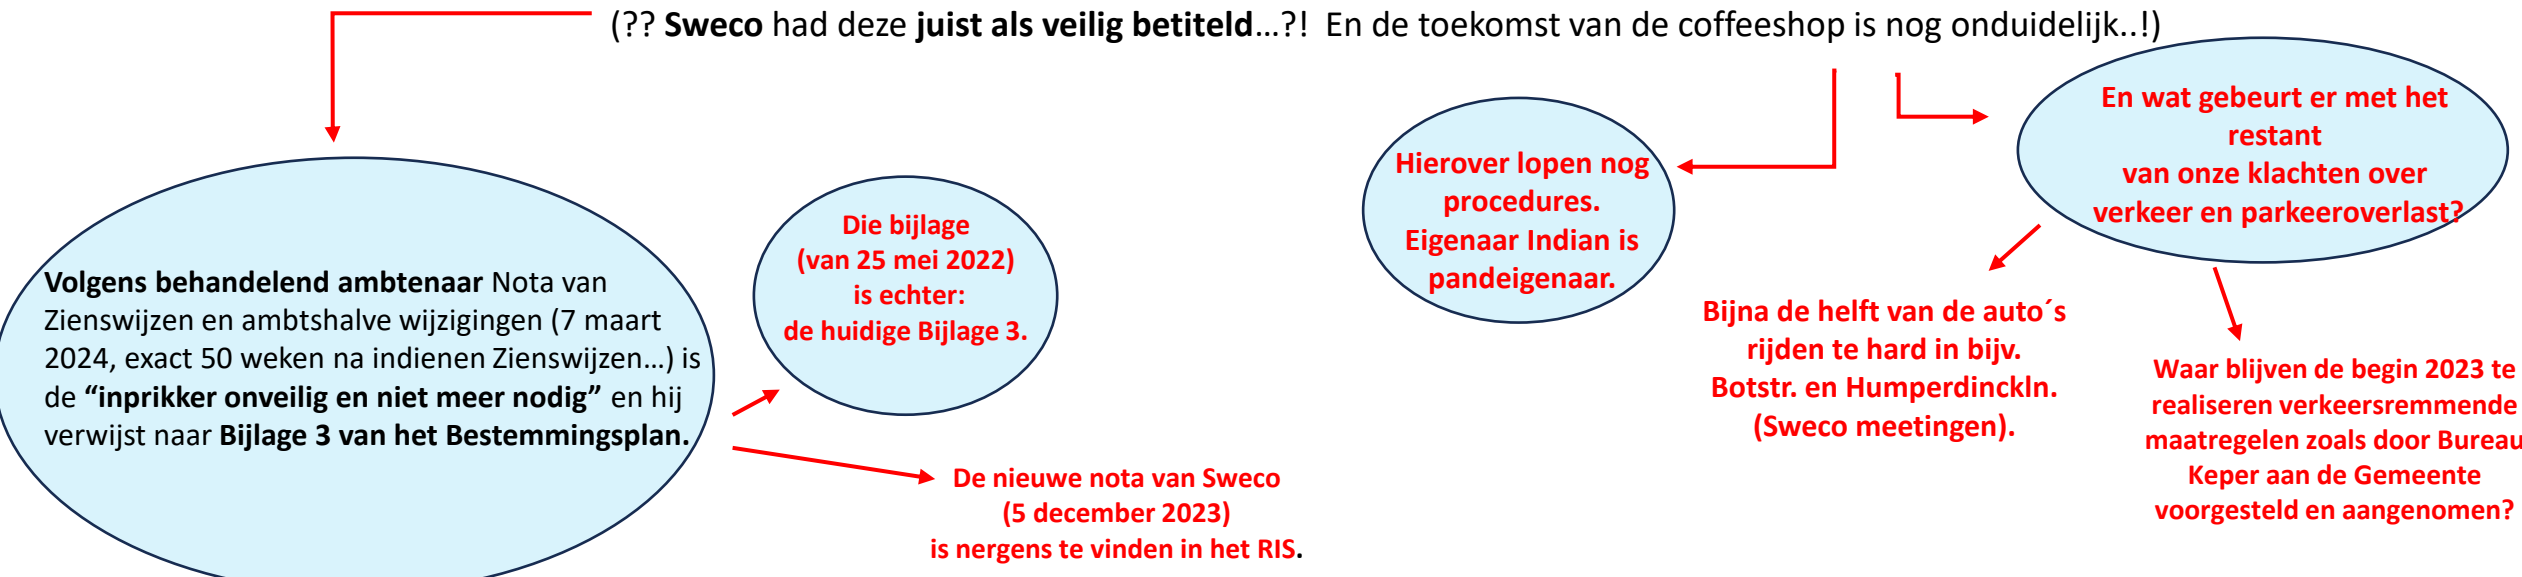 (?? Sweco had deze juist als veilig betiteld…?! En de toekomst van de coffeeshop is nog onduidelijk..!)
Volgens behandelend ambtenaar Nota van
Zienswijzen en ambtshalve wijzigingen (7 maart
2024, exact 50 weken na indienen Zienswijzen…) is
de “inprikker onveilig en niet meer nodig” en hij
verwijst naar Bijlage 3 van het Bestemmingsplan.
Die bijlage
(van 25 mei 2022)
is echter:
de huidige Bijlage 3.
De nieuwe nota van Sweco
(5 december 2023)
is nergens te vinden in het RIS.
Hierover lopen nog
procedures.
Eigenaar Indian is
pandeigenaar.
En wat gebeurt er met het
restant
van onze klachten over
verkeer en parkeeroverlast?
Bijna de helft van de auto´s
rijden te hard in bijv.
Botstr. en Humperdinckln.
(Sweco meetingen).
Waar blijven de begin 2023 te
realiseren verkeersremmende
maatregelen zoals door Bureau
Keper aan de Gemeente
voorgesteld en aangenomen?